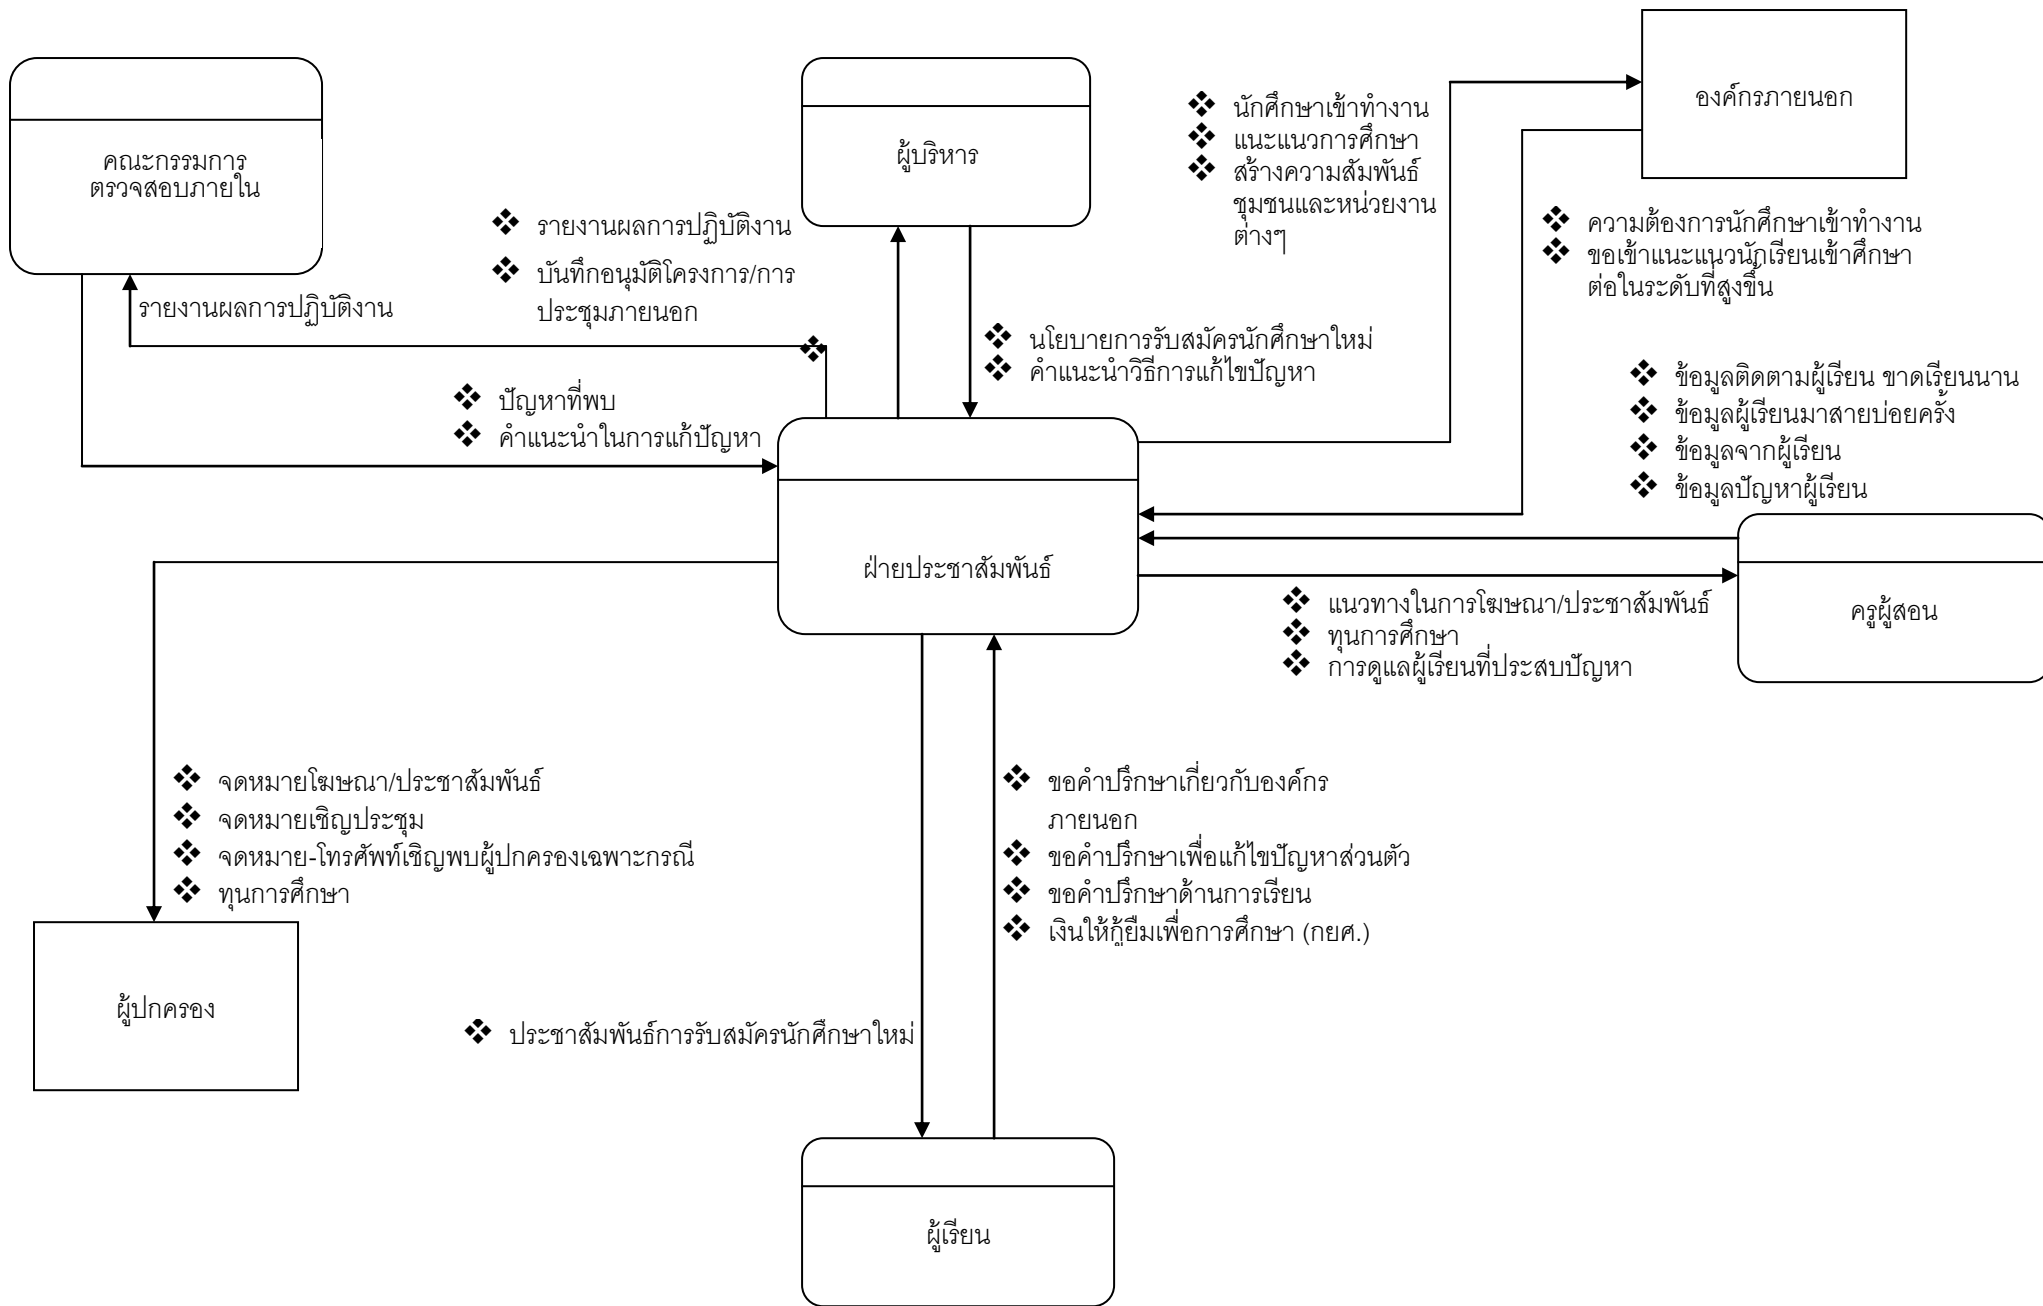 องค์กรภายนอก
นักศึกษาเข้าทำงาน
แนะแนวการศึกษา
สร้างความสัมพันธ์
ชุมชนและหน่วยงาน
ต่างๆ
คณะกรรมการ
ตรวจสอบภายใน
ผู้บริหาร
รายงานผลการปฏิบัติงาน
บันทึกอนุมัติโครงการ/การ
ประชุมภายนอก
ความต้องการนักศึกษาเข้าทำงาน
ขอเข้าแนะแนวนักเรียนเข้าศึกษา
ต่อในระดับที่สูงขึ้น
รายงานผลการปฏิบัติงาน
นโยบายการรับสมัครนักศึกษาใหม่
คำแนะนำวิธีการแก้ไขปัญหา
ปัญหาที่พบ
คำแนะนำในการแก้ปัญหา
ข้อมูลติดตามผู้เรียน ขาดเรียนนาน
ข้อมูลผู้เรียนมาสายบ่อยครั้ง
ข้อมูลจากผู้เรียน
ข้อมูลปัญหาผู้เรียน
ฝ่ายประชาสัมพันธ์
แนวทางในการโฆษณา/ประชาสัมพันธ์
ทุนการศึกษา
การดูแลผู้เรียนที่ประสบปัญหา
ครูผู้สอน
จดหมายโฆษณา/ประชาสัมพันธ์
จดหมายเชิญประชุม
จดหมาย-โทรศัพท์เชิญพบผู้ปกครองเฉพาะกรณี
ทุนการศึกษา
ขอคำปรึกษาเกี่ยวกับองค์กร
ภายนอก
ขอคำปรึกษาเพื่อแก้ไขปัญหาส่วนตัว
ขอคำปรึกษาด้านการเรียน
เงินให้กู้ยืมเพื่อการศึกษา (กยศ.)
ผู้ปกครอง
ประชาสัมพันธ์การรับสมัครนักศึกษาใหม่
ผู้เรียน